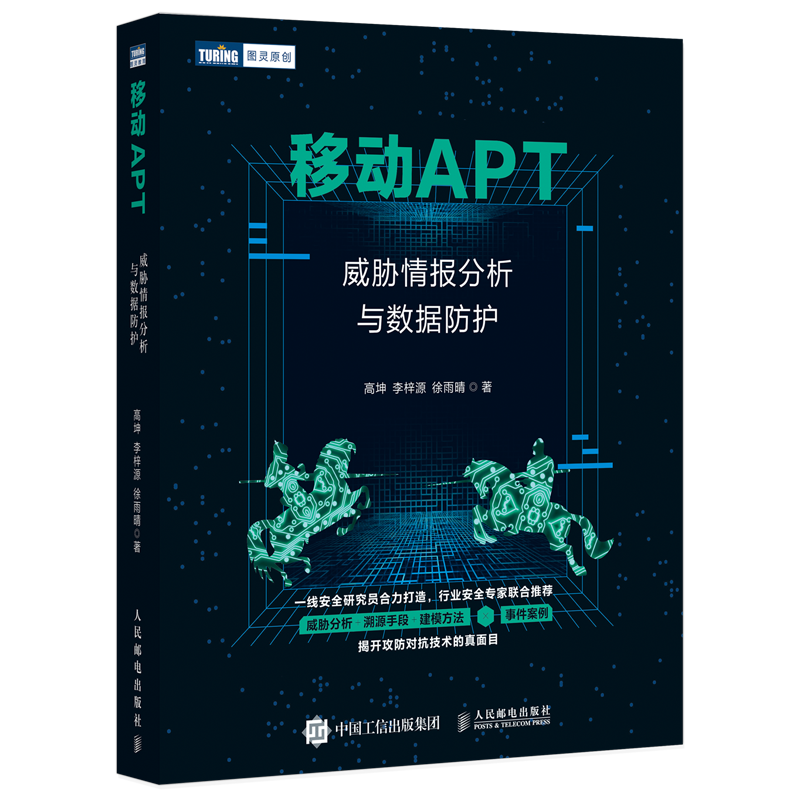 TURING 图灵原创
移动APT
威胁情报分析
与数据防护
高坤 李梓源 徐雨晴 ◎ 著
一线安全研究员合力打造，行业安全专家联合推荐
威胁分析+溯源手段+建模方法 × 事件案例
揭开攻防对抗技术的真面目
中国工信出版集团
人民邮电出版社
POSTS & TELECOM PRESS
TURING
图灵原创
移动APT
威胁情报分析
与数据防护
高坤 李梓源 徐雨晴 ◎ 著
人民邮电出版社